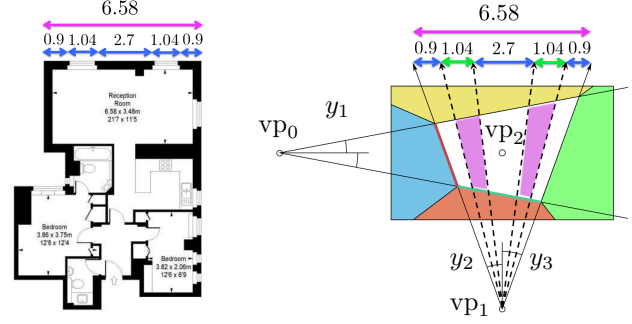 6.58
0.9 1.04 2.7 1.04 0.9
Reception
Room
6.58 x 3.48m
21'7 x 11'5
Bedroom
3.86 x 3.75m
12'8 x 12'4
Bedroom
3.82 x 2.06m
12'6 x 6'9
6.58
0.9 1.04 2.7 1.04 0.9
y1
vp0
vp2
y2
y3
vp1